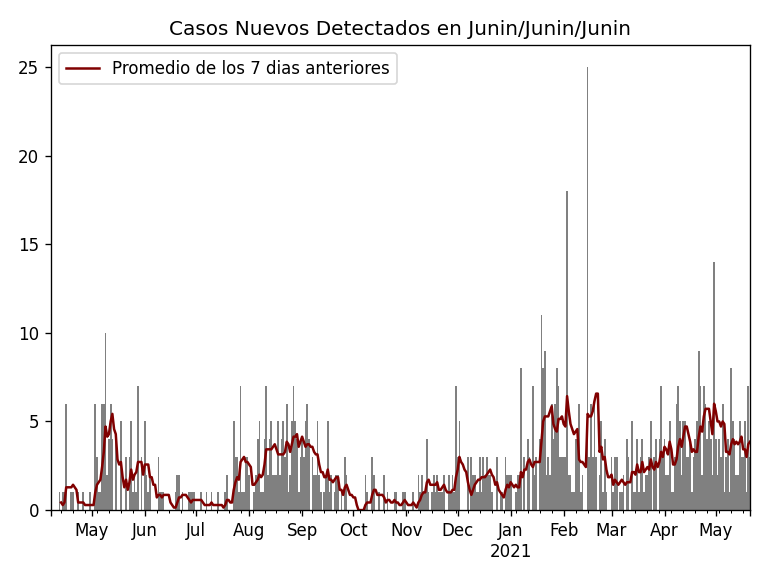 Casos Nuevos Detectados en Junin/Junin/Junin
Promedio de los 7 dias anteriores
25
20
15
10
5
0
May Jun Jul Aug Sep Oct Nov Dec Jan Feb Mar Apr May
2021